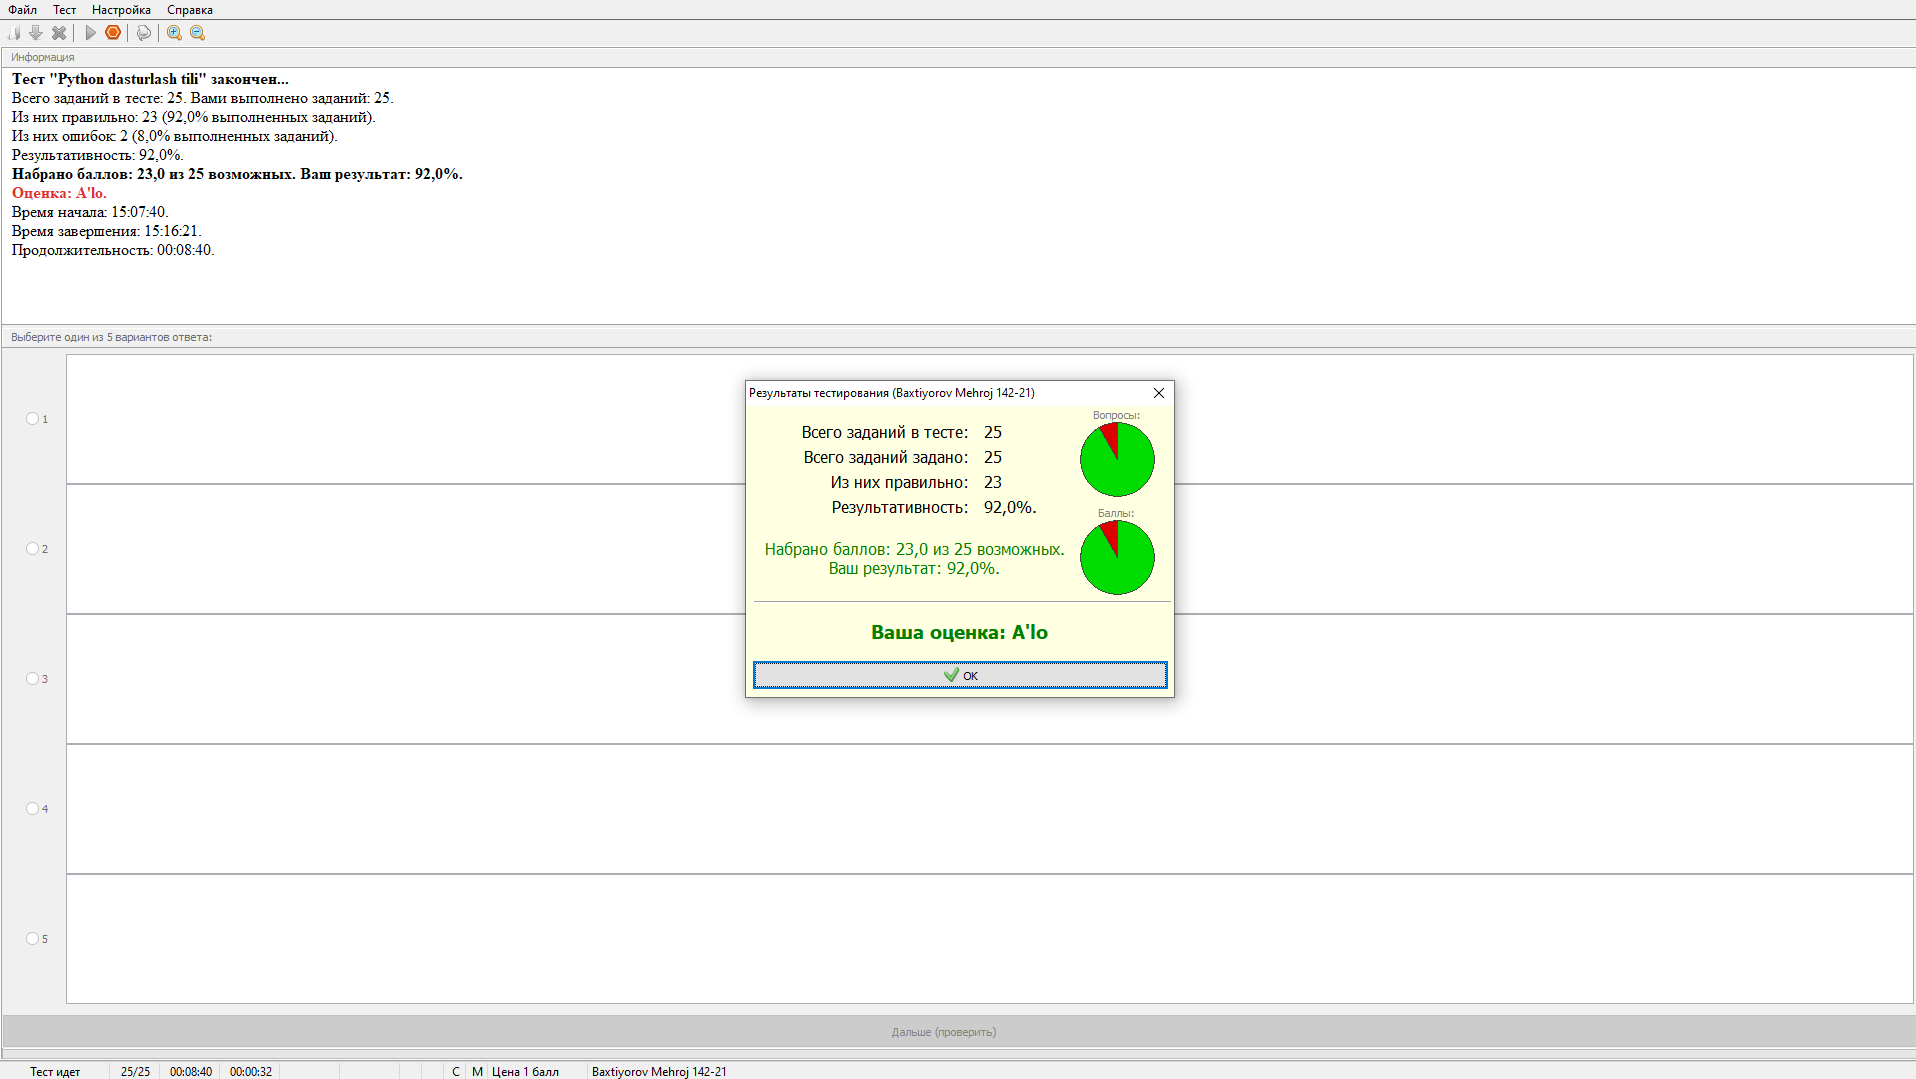 Файл Тест Настройка Справка
Информация
Тест "Python dasturlash tili" закончен...
Всего заданий в тесте: 25. Вами выполнено заданий: 25.
Из них правильно: 23 (92,0% выполненных заданий).
Из них ошибок: 2 (8,0% выполненных заданий).
Результативность: 92,0%.
Набрано баллов: 23,0 из 25 возможных. Ваш результат: 92,0%.
Оценка: A'lo.
Время начала: 15:07:40.
Время завершения: 15:16:21.
Продолжительность: 00:08:40.
Выберите один из 5 вариантов ответа:
1
2
3
4
5
Результаты тестирования (Baxtiyorov Mehroj 142-21)
Всего заданий в тесте: 25
Всего заданий задано: 25
Из них правильно: 23
Результативность: 92,0%.
Вопросы:
Баллы:
Набрано баллов: 23,0 из 25 возможных.
Ваш результат: 92,0%.
Ваша оценка: A'lo
OK
Дальше (проверить)
Тест идет 25/25 00:08:40 00:00:32 С М Цена 1 балл Baxtiyorov Mehroj 142-21